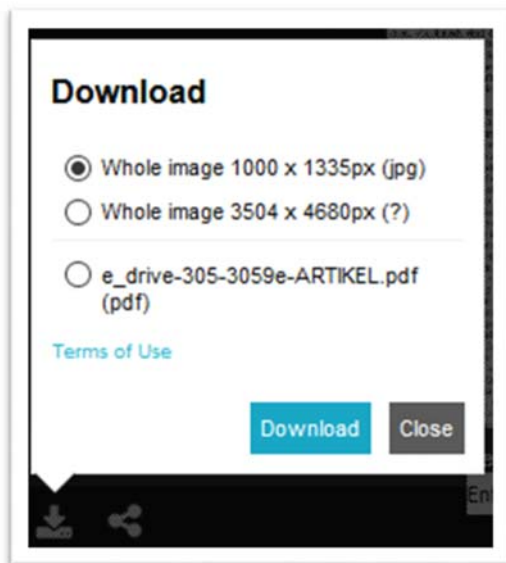 Download
Whole image 1000 x 1335px (jpg)
Whole image 3504 x 4680px (?)
e_drive-305-3059e-ARTIKEL.pdf
(pdf)
Terms of Use
Download
Close